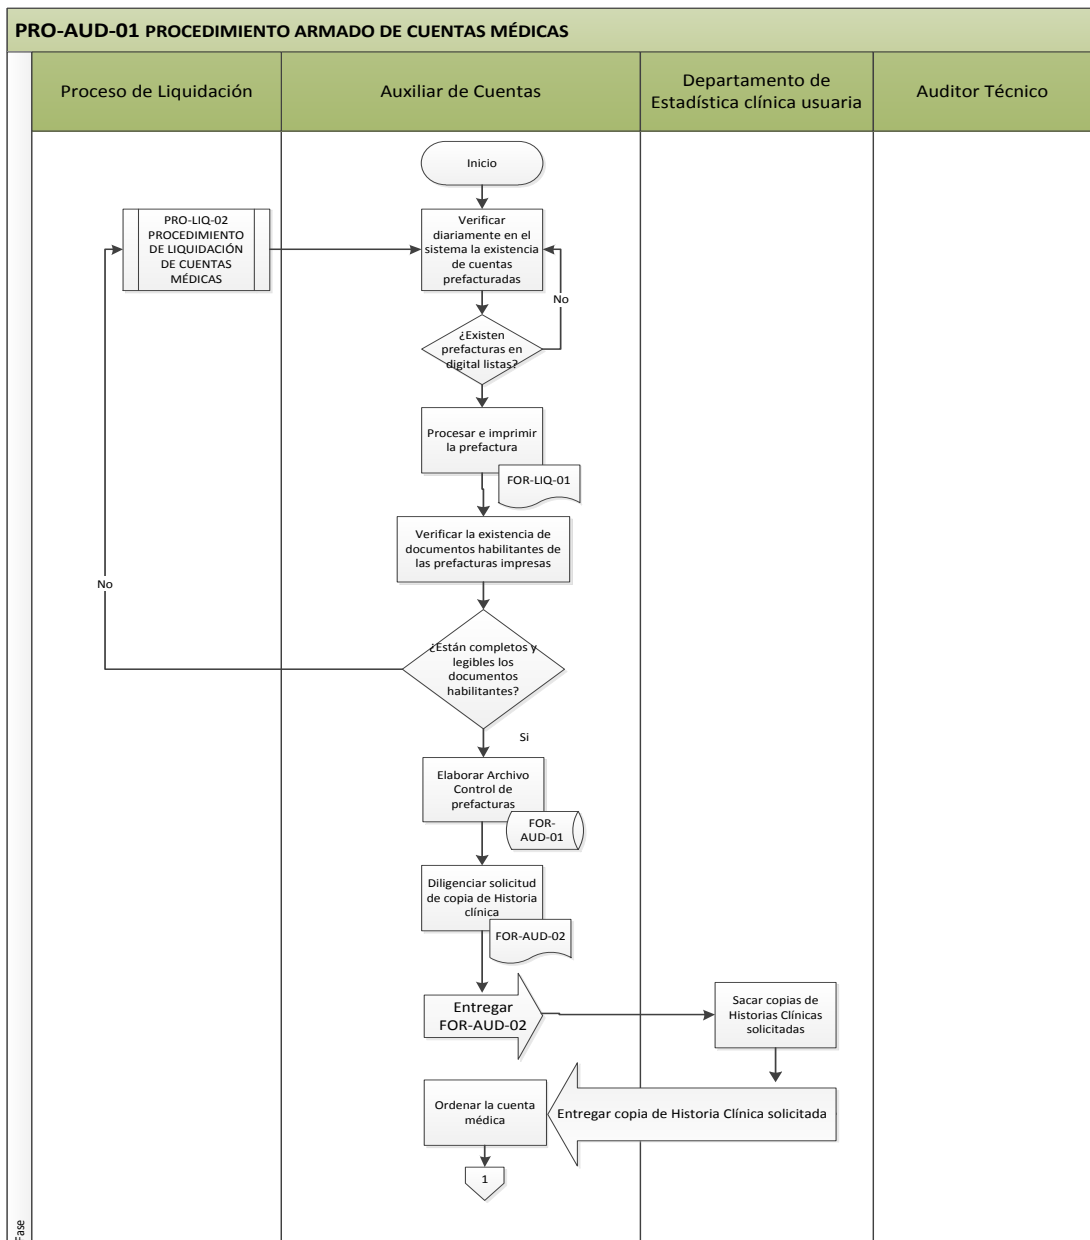 PRO-AUD-01 PROCEDIMIENTO ARMADO DE CUENTAS MÉDICAS
Proceso de Liquidación
Auxiliar de Cuentas
Departamento de
Estadística clínica usuaria
Auditor Técnico
Inicio
PRO-LIQ-02
PROCEDIMIENTO
DE LIQUIDACIÓN
DE CUENTAS
MÉDICAS
Verificar
diariamente en el
sistema la existencia
de cuentas
prefacturadas
No
¿Existen
prefacturas en
digital listas?
Procesar e imprimir
la prefactura
FOR-LIQ-01
Verificar la existencia de
documentos habilitantes de
las prefacturas impresas
No
¿Están completos y
legibles los
documentos
habilitantes?
Si
Elaborar Archivo
Control de
prefacturas
FOR-
AUD-01
Diligenciar solicitud
de copia de Historia
clínica
FOR-AUD-02
Entregar
FOR-AUD-02
Sacar copias de
Historias Clínicas
solicitadas
Ordenar la cuenta
médica
Entregar copia de Historia Clínica solicitada
1
Fase